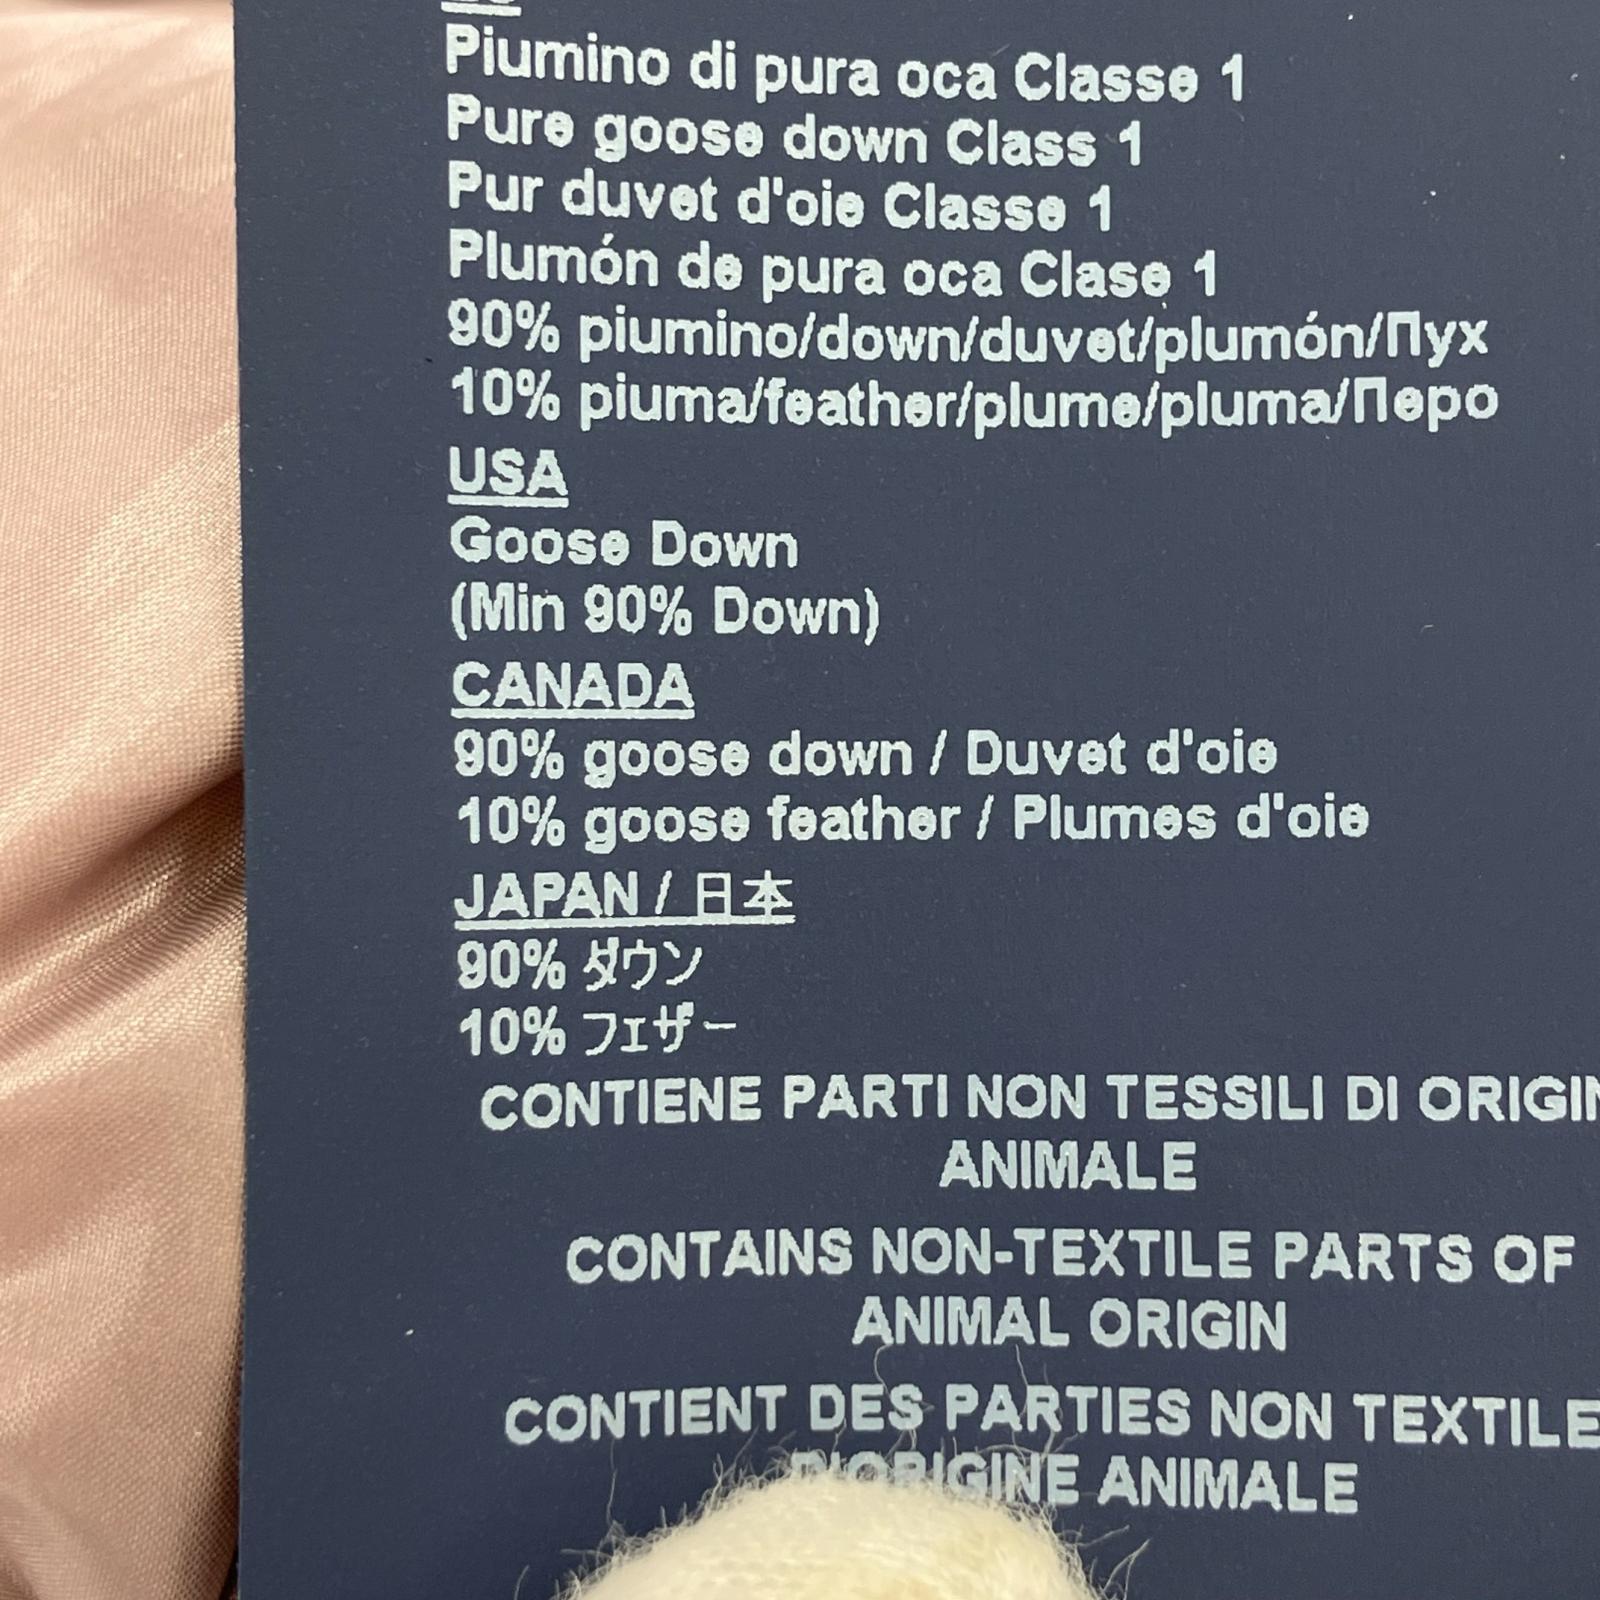 Piumino di pura oca Classe 1
Pure goose down Class 1
Pur duvet d'oie Classe 1
Plumón de pura oca Clase 1
90% piumino/down/duvet/plumón/Пух
10% piuma/feather/plume/pluma/Перо
USA
Goose Down
(Min 90% Down)
CANADA
90% goose down / Duvet d'oie
10% goose feather / Plumes d'oie
JAPAN / 日本
90% ダウン
10% フェザー
CONTIENE PARTI NON TESSILI DI ORIGIN
ANIMALE
CONTAINS NON-TEXTILE PARTS OF
ANIMAL ORIGIN
CONTIENT DES PARTIES NON TEXTILE
D'ORIGINE ANIMALE